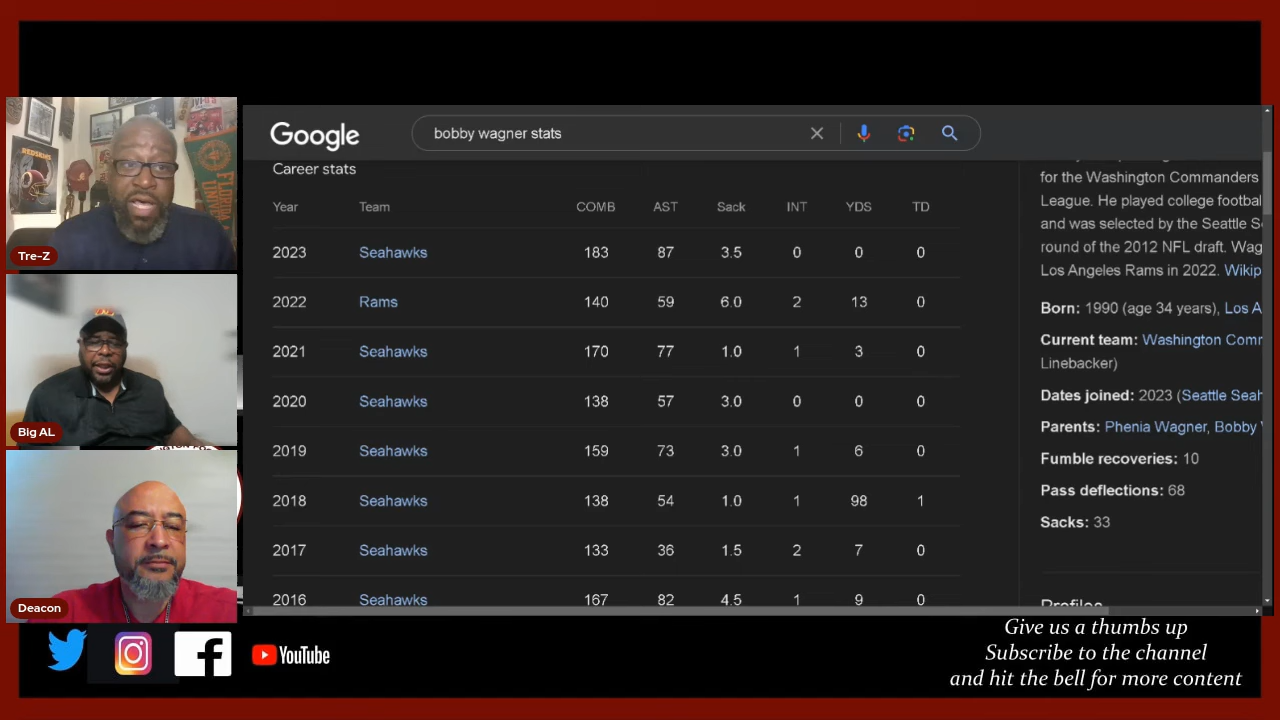 Google
bobby wagner stats
Career stats
Year Team COMB AST Sack INT YDS TD
2023 Seahawks 183 87 3.5 0 0 0
2022 Rams 140 59 6.0 2 13 0
2021 Seahawks 170 77 1.0 1 3 0
2020 Seahawks 138 57 3.0 0 0 0
2019 Seahawks 159 73 3.0 1 6 0
2018 Seahawks 138 54 1.0 1 98 1
2017 Seahawks 133 36 1.5 2 7 0
2016 Seahawks 167 82 4.5 1 9 0
for the Washington Commanders
League. He played college football
and was selected by the Seattle S
round of the 2012 NFL draft. Wag
Los Angeles Rams in 2022. Wikip
Born: 1990 (age 34 years), Los A
Current team: Washington Comm
Linebacker)
Dates joined: 2023 (Seattle Seah
Parents: Phenia Wagner, Bobby
Fumble recoveries: 10
Pass deflections: 68
Sacks: 33
Profiles
REDSKINS
Tre-Z
Big AL
Deacon
YouTube
Give us a thumbs up
Subscribe to the channel
and hit the bell for more content